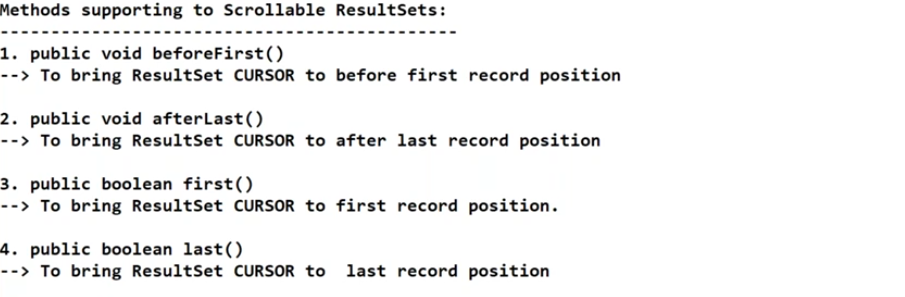 Methods supporting to Scrollable ResultSets:
---------------------------------------------
1. public void beforeFirst()
--> To bring ResultSet CURSOR to before first record position
2. public void afterLast()
--> To bring ResultSet CURSOR to after last record position
3. public boolean first()
--> To bring ResultSet CURSOR to first record position.
4. public boolean last()
--> To bring ResultSet CURSOR to  last record position